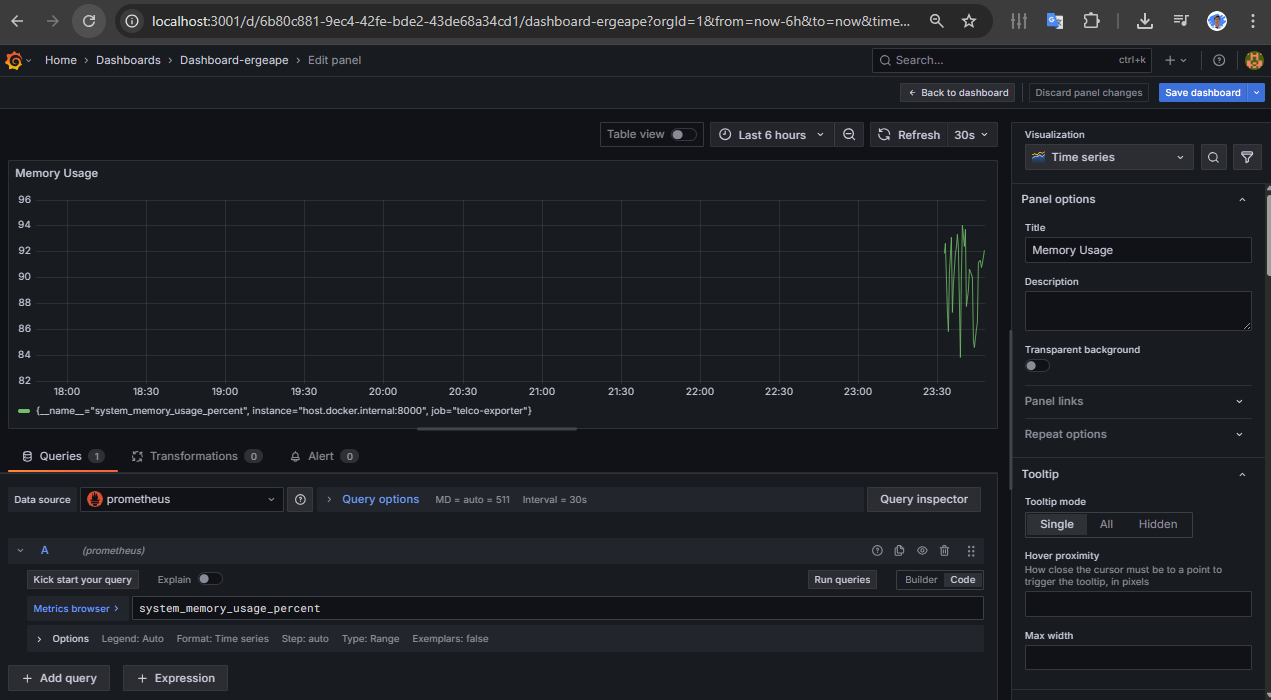 localhost:3001/d/6b80c881-9ec4-42fe-bde2-43de68a34cd1/dashboard-ergeape?orgId=1&from=now-6h&to=now&time...
Home › Dashboards › Dashboard-ergeape › Edit panel
Search... ctrl+k
Back to dashboard Discard panel changes Save dashboard
Table view Last 6 hours Refresh 30s
Memory Usage
96
94
92
90
88
86
84
82
18:00 18:30 19:00 19:30 20:00 20:30 21:00 21:30 22:00 22:30 23:00 23:30
{__name__="system_memory_usage_percent", instance="host.docker.internal:8000", job="telco-exporter"}
Queries 1 Transformations 0 Alert 0
Data source prometheus Query options MD = auto = 511 Interval = 30s Query inspector
A (prometheus)
Kick start your query Explain Run queries Builder Code
Metrics browser › system_memory_usage_percent
Options Legend: Auto Format: Time series Step: auto Type: Range Exemplars: false
+ Add query + Expression
Visualization
Time series
Panel options
Title
Memory Usage
Description
Transparent background
Panel links
Repeat options
Tooltip
Tooltip mode
Single All Hidden
Hover proximity
How close the cursor must be to a point to
trigger the tooltip, in pixels
Max width